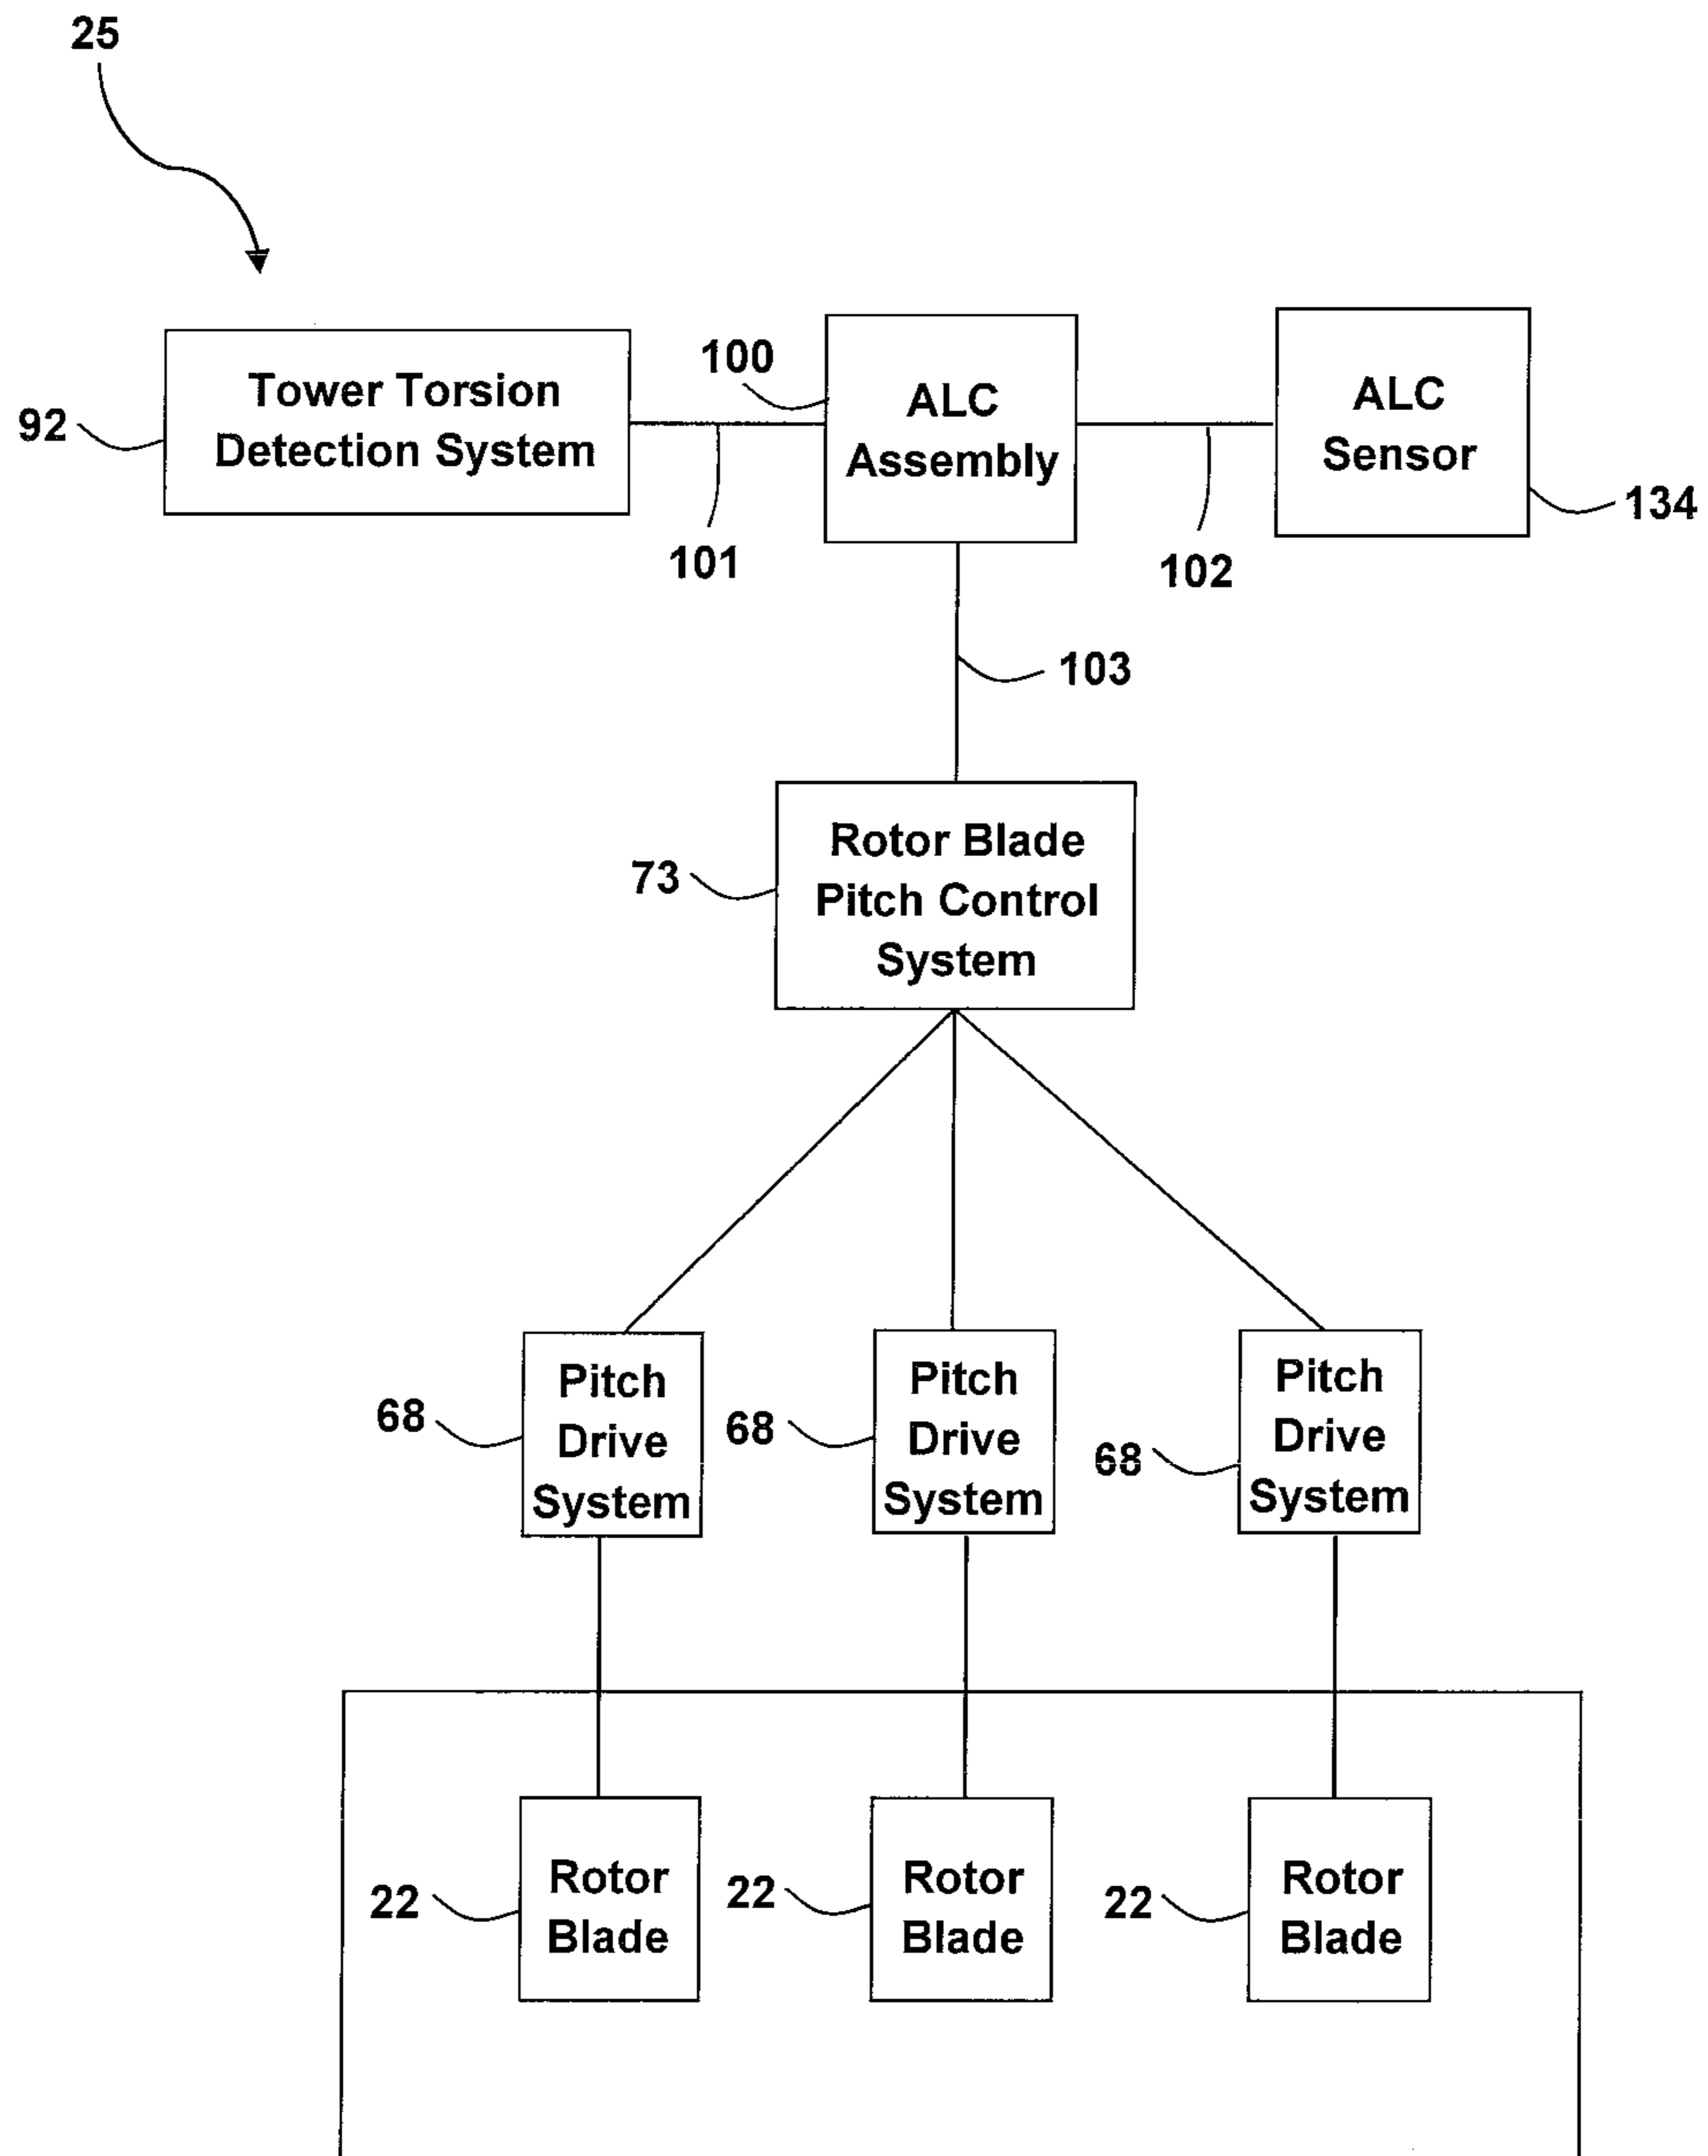 25
Tower Torsion
Detection System
92
100
ALC
Assembly
ALC
Sensor
134
101
102
103
Rotor Blade
Pitch Control
System
73
Pitch
Drive
System
68
Pitch
Drive
System
68
Pitch
Drive
System
68
Rotor
Blade
22
Rotor
Blade
22
Rotor
Blade
22